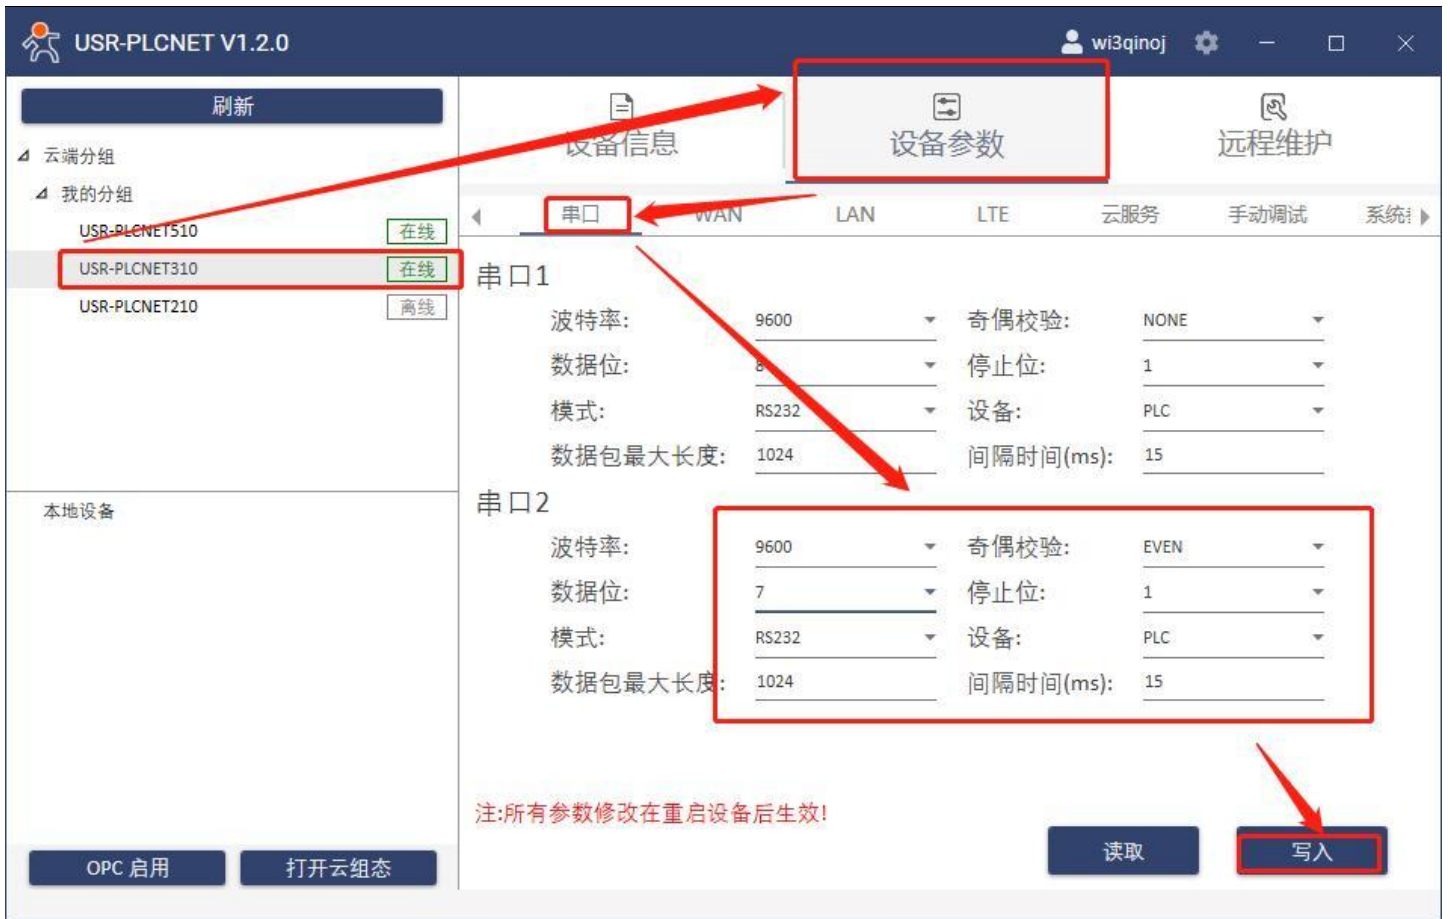 USR-PLCNET V1.2.0
wi3qinoj
刷新
云端分组
我的分组
USR-PLCNET510 在线
USR-PLCNET310 在线
USR-PLCNET210 离线
本地设备
OPC 启用
打开云组态
设备信息
设备参数
远程维护
串口 WAN LAN LTE 云服务 手动调试 系统
串口1
波特率: 9600 奇偶校验: NONE
数据位: 8 停止位: 1
模式: RS232 设备: PLC
数据包最大长度: 1024 间隔时间(ms): 15
串口2
波特率: 9600 奇偶校验: EVEN
数据位: 7 停止位: 1
模式: RS232 设备: PLC
数据包最大长度: 1024 间隔时间(ms): 15
注:所有参数修改在重启设备后生效!
读取
写入